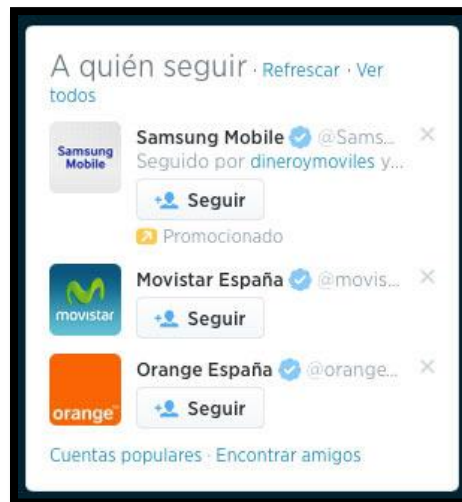 A quién seguir · Refrescar · Ver
todos
Samsung
Mobile
Samsung Mobile @Sams...
Seguido por dineroymoviles y...
Seguir
Promocionado
movistar
Movistar España @movis...
Seguir
orange™
Orange España @orange...
Seguir
Cuentas populares · Encontrar amigos